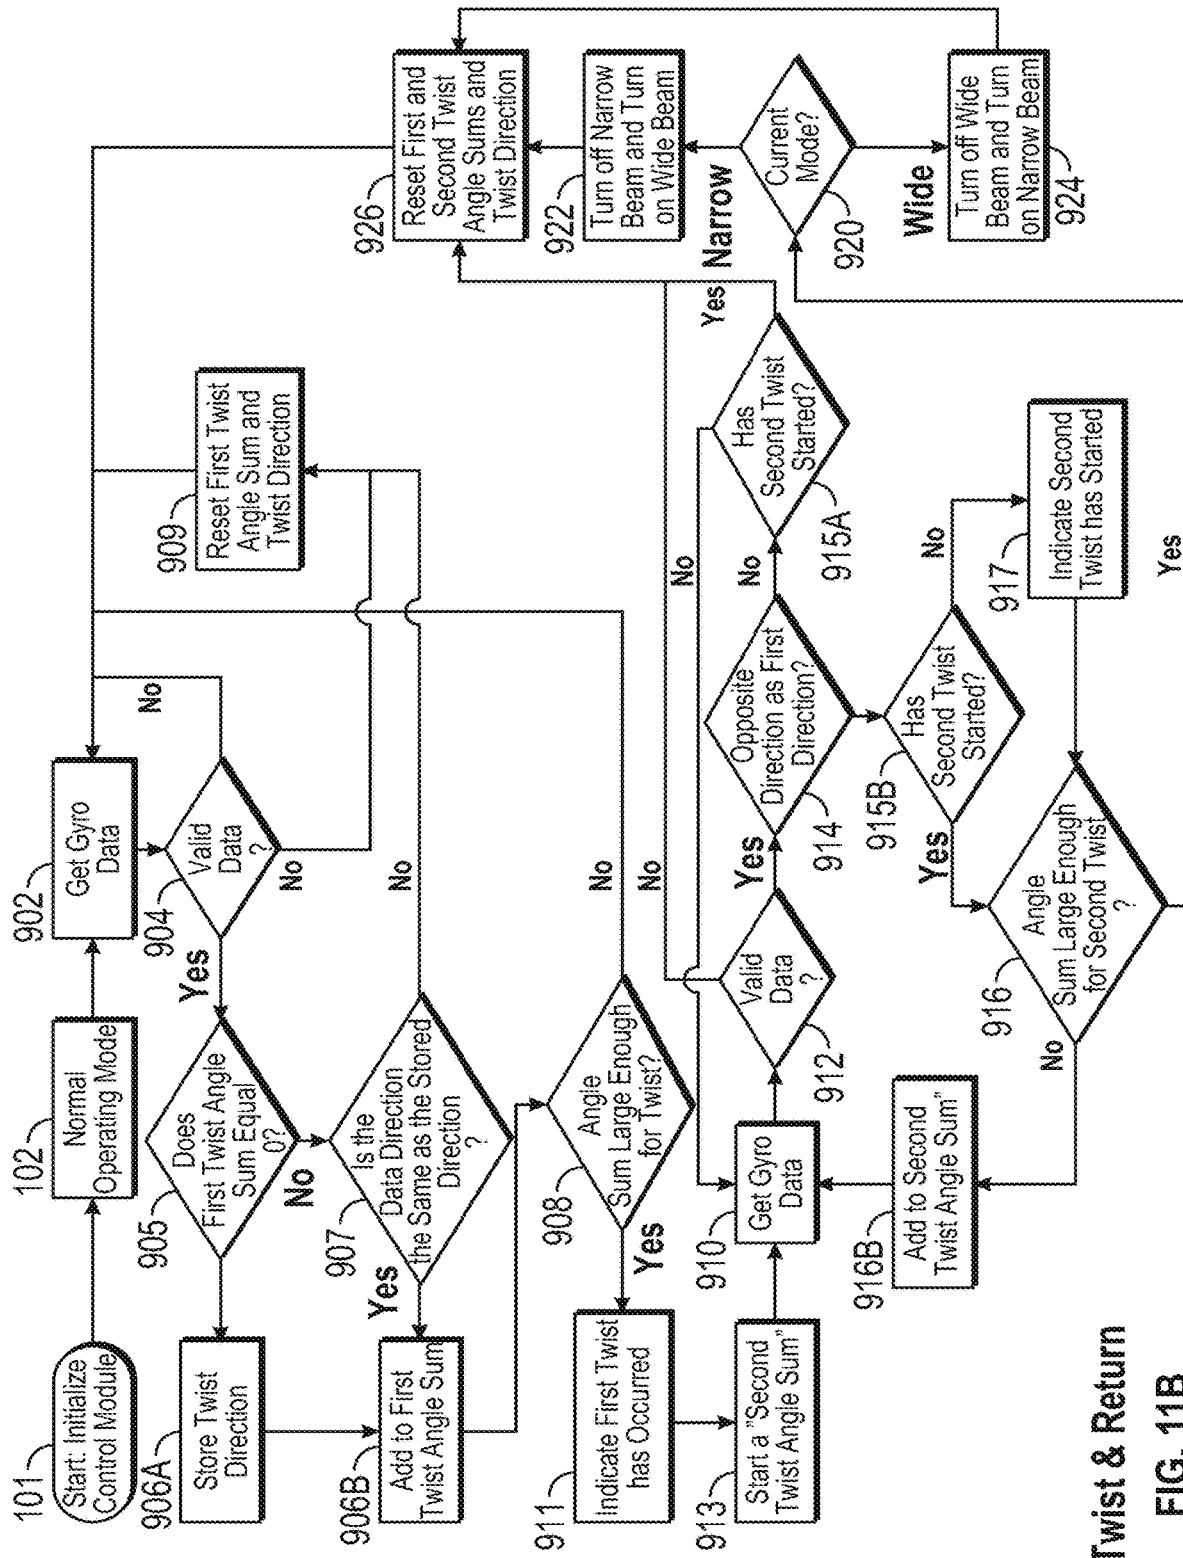 101
Start: Initialize
Control Module
102
Normal
Operating Mode
902
Get Gyro
Data
904
Valid
Data
?
No
No
Yes
905
Does
First Twist Angle
Sum Equal
0?
No
906A
Store Twist
Direction
907
Is the
Data Direction
the Same as the Stored
Direction
?
No
Yes
906B
Add to First
Twist Angle Sum
908
Angle
Sum Large Enough
for Twist?
No
Yes
909
Reset First Twist
Angle Sum and
Twist Direction
911
Indicate First Twist
has Occurred
913
Start a "Second
Twist Angle Sum"
910
Get Gyro
Data
912
Valid
Data
?
No
Yes
914
Opposite
Direction as First
Direction?
No
915A
Has
Second Twist
Started?
No
Yes
915B
Has
Second Twist
Started?
No
Yes
917
Indicate Second
Twist has Started
916
Angle
Sum Large Enough
for Second Twist
?
No
Yes
916B
Add to Second
Twist Angle Sum"
920
Current
Mode?
Narrow
Wide
922
Turn off Narrow
Beam and Turn
on Wide Beam
924
Turn off Wide
Beam and Turn
on Narrow Beam
926
Reset First and
Second Twist
Angle Sums and
Twist Direction
Twist & Return
FIG. 11B